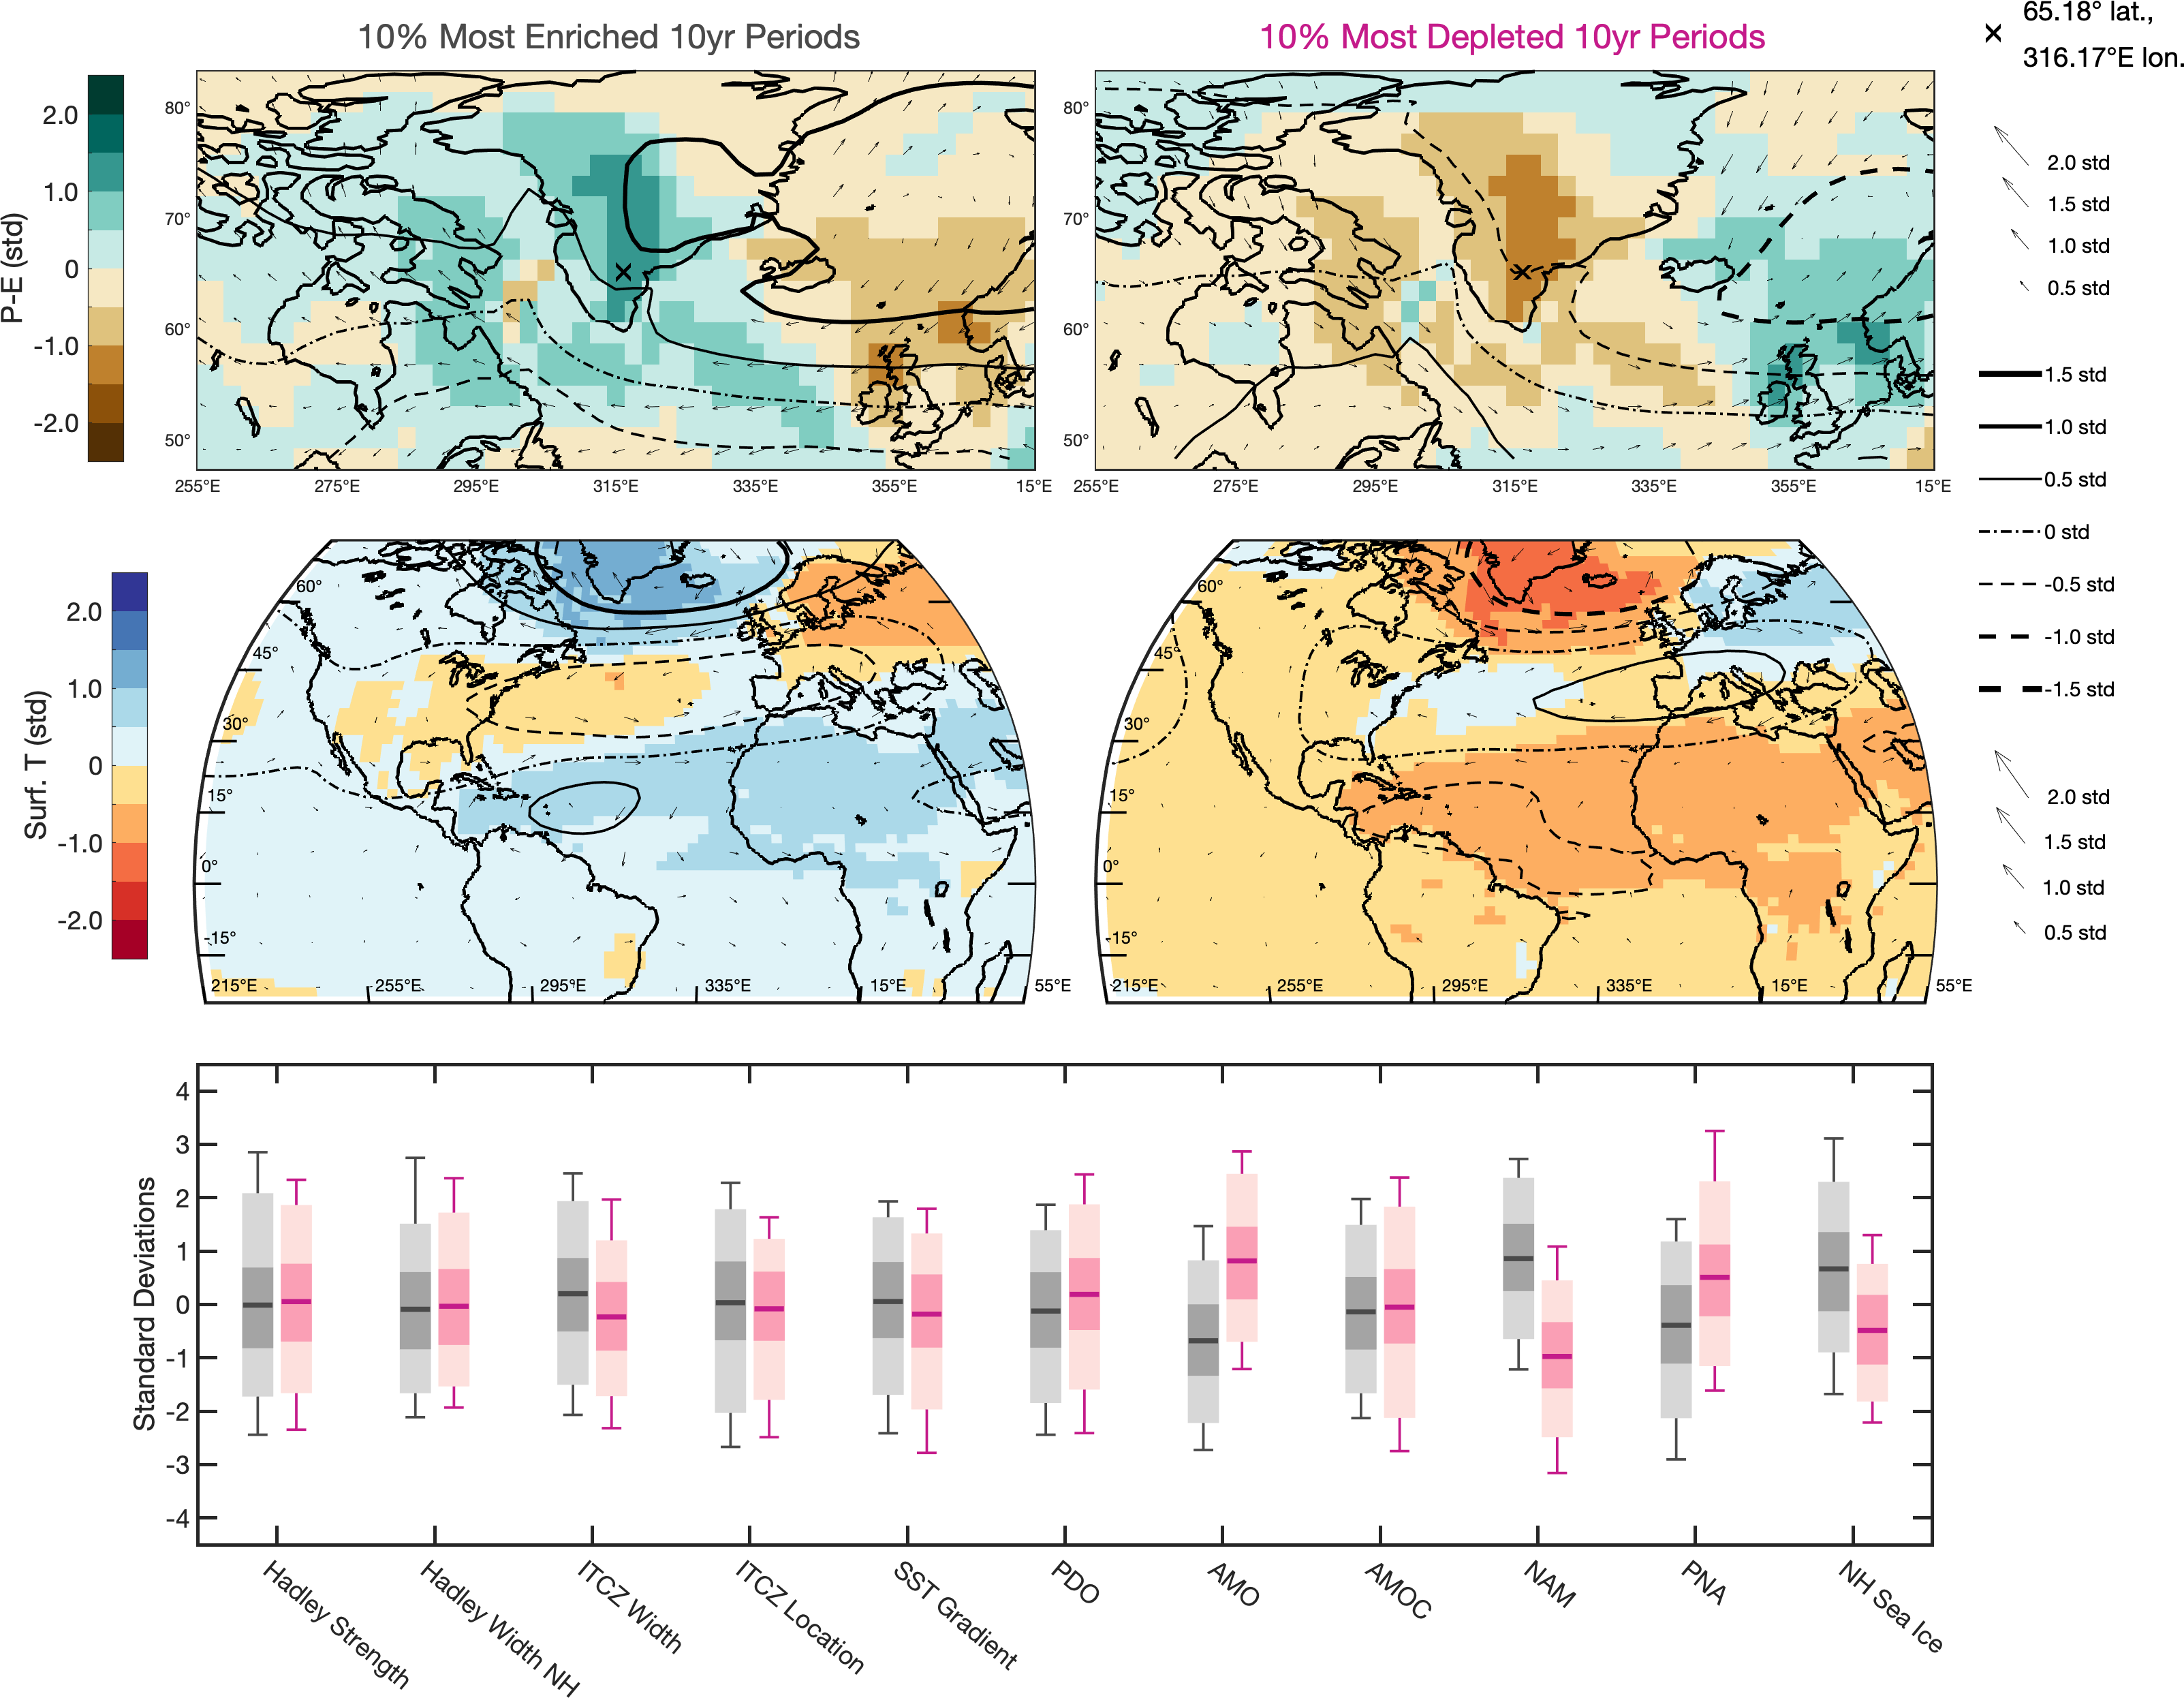 10% Most Enriched 10yr Periods
10% Most Depleted 10yr Periods
65.18° lat.,
316.17°E lon.
P-E (std)
2.0
1.0
0
-1.0
-2.0
80°
70°
60°
50°
255°E 275°E 295°E 315°E 335°E 355°E 15°E
80°
70°
60°
50°
255°E 275°E 295°E 315°E 335°E 355°E 15°E
2.0 std
1.5 std
1.0 std
0.5 std
1.5 std
1.0 std
0.5 std
0 std
-0.5 std
-1.0 std
-1.5 std
Surf. T (std)
2.0
1.0
0
-1.0
-2.0
60°
45°
30°
15°
0°
-15°
215°E 255°E 295°E 335°E 15°E 55°E
60°
45°
30°
15°
0°
-15°
215°E 255°E 295°E 335°E 15°E 55°E
2.0 std
1.5 std
1.0 std
0.5 std
Standard Deviations
4
3
2
1
0
-1
-2
-3
-4
Hadley Strength
Hadley Width NH
ITCZ Width
ITCZ Location
SST Gradient
PDO
AMO
AMOC
NAM
PNA
NH Sea Ice